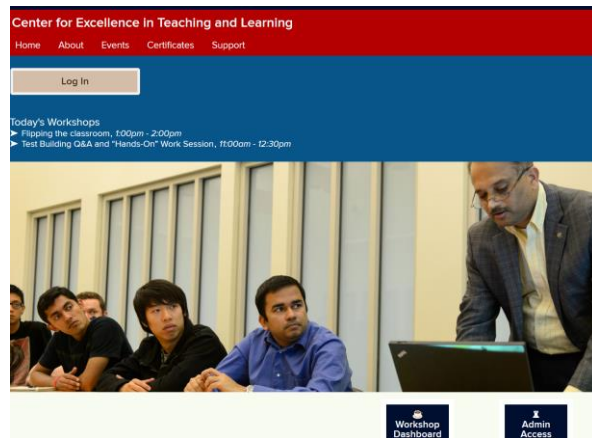 Center for Excellence in Teaching and Learning
Home About Events Certificates Support
Log In
Today's Workshops
➤ Flipping the classroom, 1:00pm - 2:00pm
➤ Test Building Q&A and "Hands-On" Work Session, 11:00am - 12:30pm
Workshop Admin
Dashboard Access